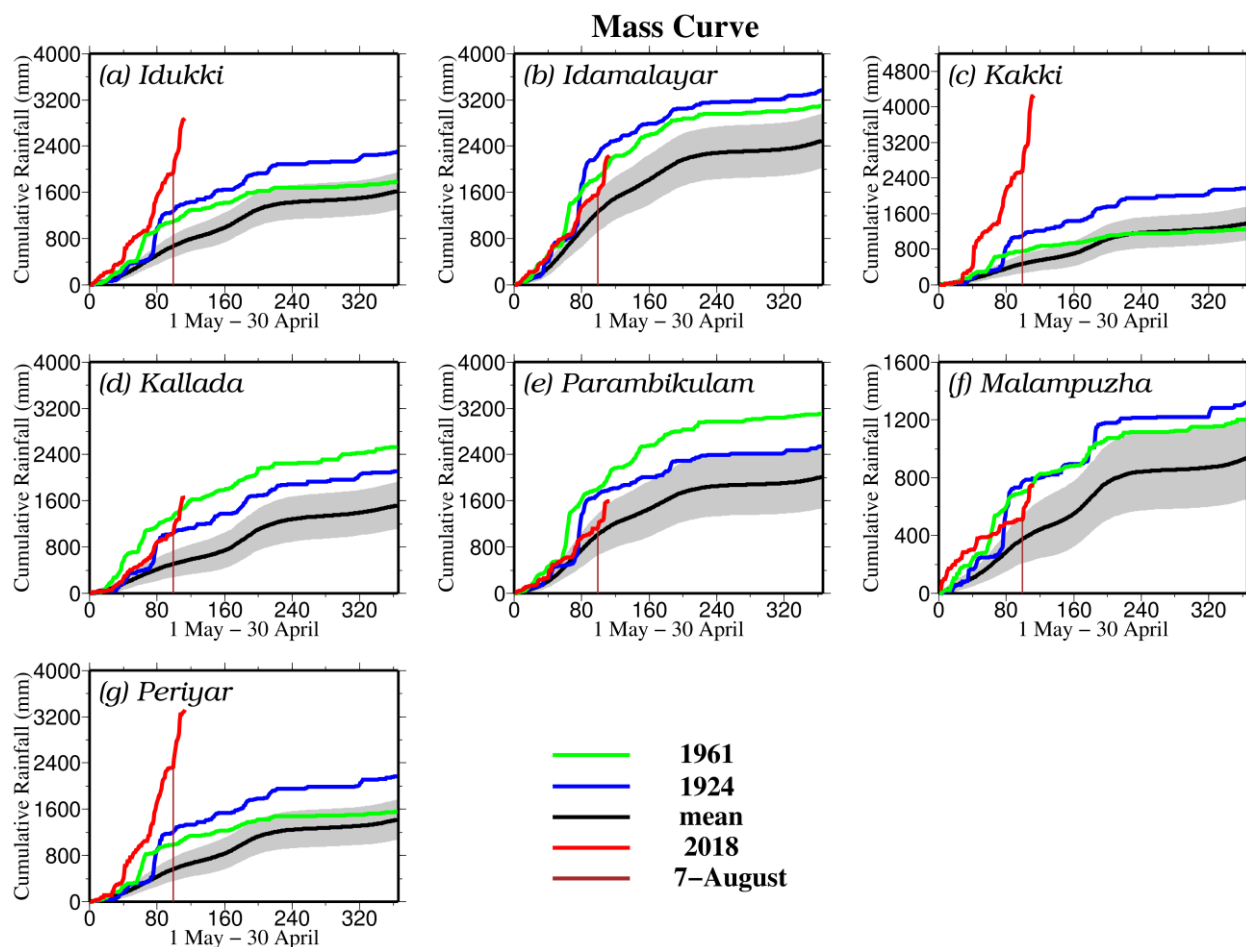 Mass Curve
(a) Idukki
Cumulative Rainfall (mm)
4000
3200
2400
1600
800
0
0 80 160 240 320
1 May – 30 April
(b) Idamalayar
Cumulative Rainfall (mm)
4000
3200
2400
1600
800
0
0 80 160 240 320
1 May – 30 April
(c) Kakki
Cumulative Rainfall (mm)
4800
4000
3200
2400
1600
800
0
0 80 160 240 320
1 May – 30 April
(d) Kallada
Cumulative Rainfall (mm)
4000
3200
2400
1600
800
0
0 80 160 240 320
1 May – 30 April
(e) Parambikulam
Cumulative Rainfall (mm)
4000
3200
2400
1600
800
0
0 80 160 240 320
1 May – 30 April
(f) Malampuzha
Cumulative Rainfall (mm)
1600
1200
800
400
0
0 80 160 240 320
1 May – 30 April
(g) Periyar
Cumulative Rainfall (mm)
4000
3200
2400
1600
800
0
0 80 160 240 320
1 May – 30 April
1961
1924
mean
2018
7–August